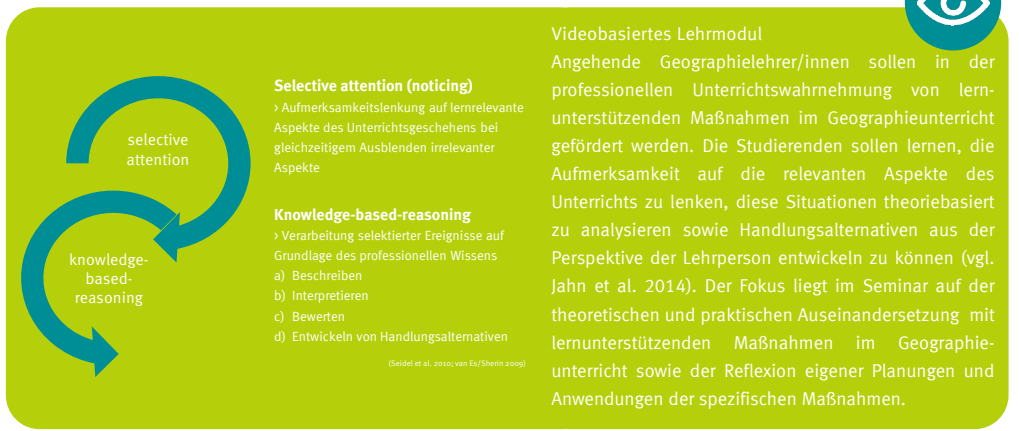 selective
attention
knowledge-
based-
reasoning
Selective attention (noticing)
› Aufmerksamkeitslenkung auf lernrelevante
Aspekte des Unterrichtsgeschehens bei
gleichzeitigem Ausblenden irrelevanter
Aspekte
Knowledge-based-reasoning
› Verarbeitung selektierter Ereignisse auf
Grundlage des professionellen Wissens
a) Beschreiben
b) Interpretieren
c) Bewerten
d) Entwickeln von Handlungsalternativen
(Seidel et al. 2010; van Es/Sherin 2009)
Videobasiertes Lehrmodul
Angehende Geographielehrer/innen sollen in der
professionellen Unterrichtswahrnehmung von lern-
unterstützenden Maßnahmen im Geographieunterricht
gefördert werden. Die Studierenden sollen lernen, die
Aufmerksamkeit auf die relevanten Aspekte des
Unterrichts zu lenken, diese Situationen theoriebasiert
zu analysieren sowie Handlungsalternativen aus der
Perspektive der Lehrperson entwickeln zu können (vgl.
Jahn et al. 2014). Der Fokus liegt im Seminar auf der
theoretischen und praktischen Auseinandersetzung mit
lernunterstützenden Maßnahmen im Geographie-
unterricht sowie der Reflexion eigener Planungen und
Anwendungen der spezifischen Maßnahmen.